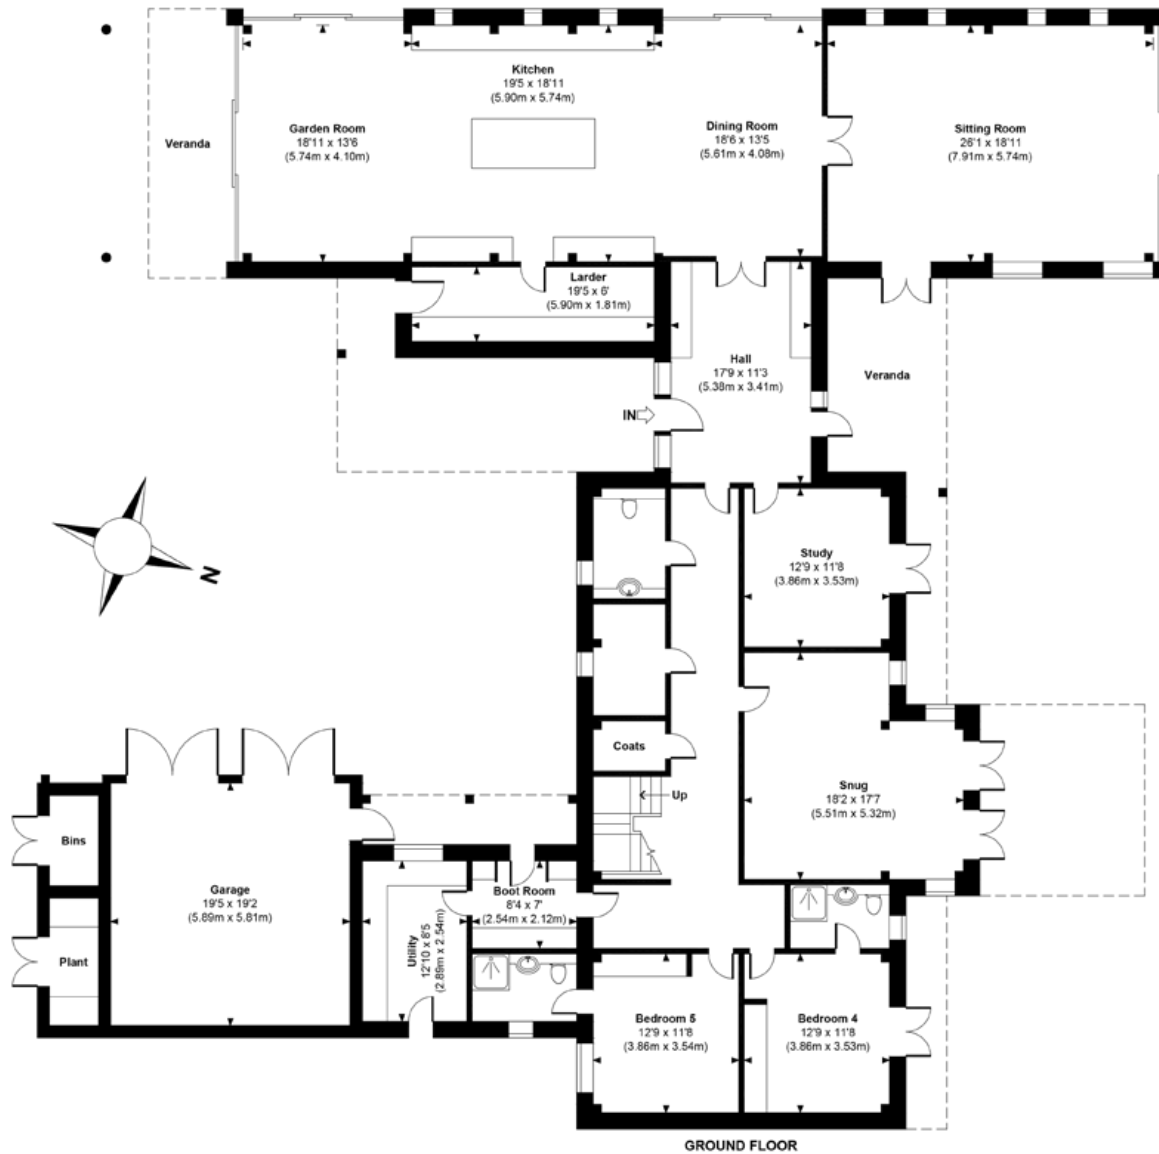 Kitchen
19'5 x 18'11
(5.90m x 5.74m)
Garden Room
18'11 x 13'6
(5.74m x 4.10m)
Dining Room
18'6 x 13'5
(5.61m x 4.08m)
Sitting Room
26'1 x 18'11
(7.91m x 5.74m)
Veranda
Larder
19'5 x 6'
(5.90m x 1.81m)
Hall
17'9 x 11'3
(5.38m x 3.41m)
Veranda
IN
N
Study
12'9 x 11'8
(3.86m x 3.53m)
Coats
Up
Snug
18'2 x 17'7
(5.51m x 5.32m)
Bins
Garage
19'5 x 19'2
(5.89m x 5.81m)
Plant
Utility
12'10 x 8'5
(2.89m x 2.54m)
Boot Room
8'4 x 7'
(2.54m x 2.12m)
Bedroom 5
12'9 x 11'8
(3.86m x 3.54m)
Bedroom 4
12'9 x 11'8
(3.86m x 3.53m)
GROUND FLOOR